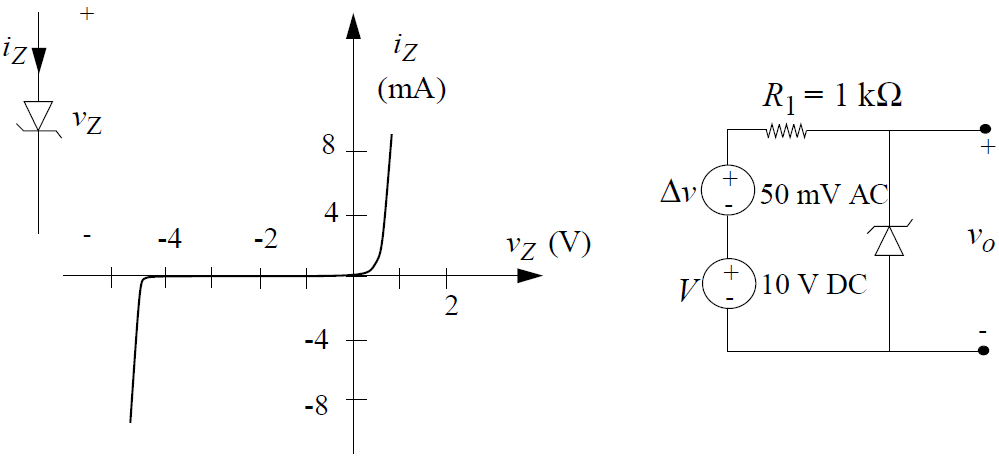 +
iZ
vZ
-
iZ
(mA)
8
4
-4
-2
vZ (V)
2
-4
-8
R1 = 1 kΩ
Δv
+
-
50 mV AC
V
+
-
10 V DC
+
vo
-